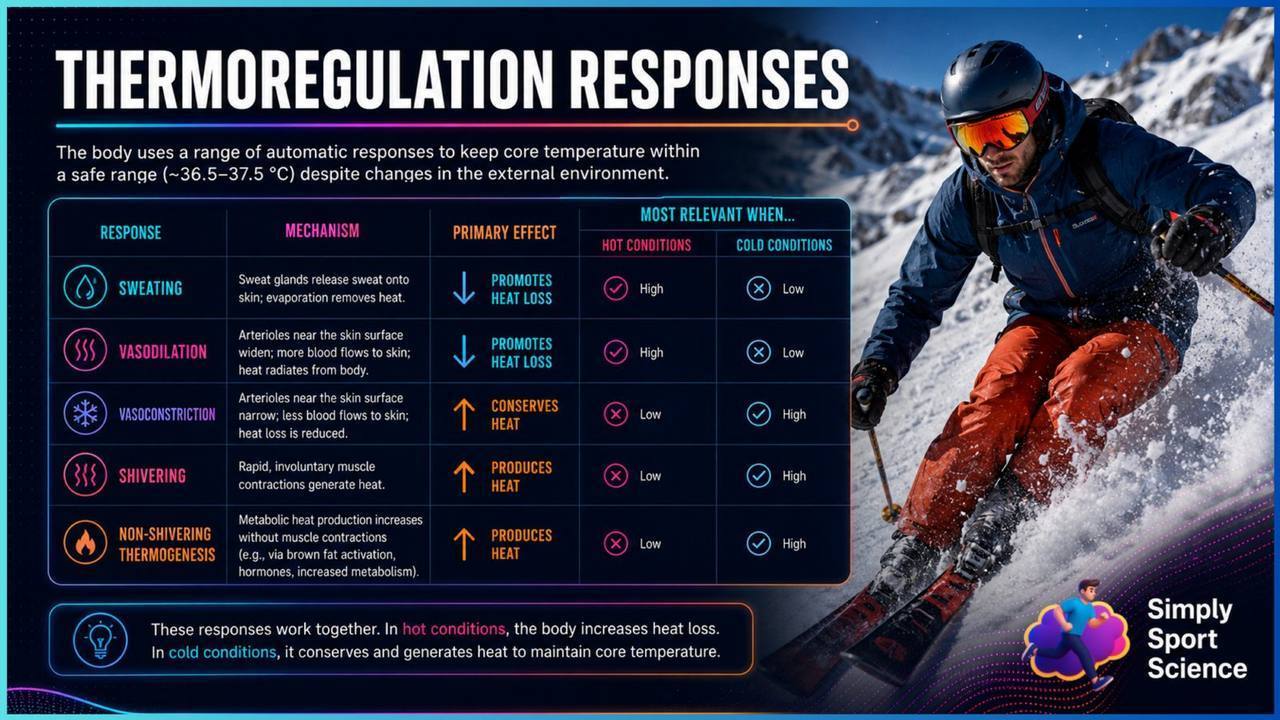 THERMOREGULATION RESPONSES
The body uses a range of automatic responses to keep core temperature within
a safe range (~36.5–37.5 °C) despite changes in the external environment.
RESPONSE
MECHANISM
PRIMARY EFFECT
MOST RELEVANT WHEN...
HOT CONDITIONS
COLD CONDITIONS
SWEATING
Sweat glands release sweat onto
skin; evaporation removes heat.
PROMOTES
HEAT LOSS
High
Low
VASODILATION
Arterioles near the skin surface
widen; more blood flows to skin;
heat radiates from body.
PROMOTES
HEAT LOSS
High
Low
VASOCONSTRICTION
Arterioles near the skin surface
narrow; less blood flows to skin;
heat loss is reduced.
CONSERVES
HEAT
Low
High
SHIVERING
Rapid, involuntary muscle
contractions generate heat.
PRODUCES
HEAT
Low
High
NON-SHIVERING
THERMOGENESIS
Metabolic heat production increases
without muscle contractions
(e.g., via brown fat activation,
hormones, increased metabolism).
PRODUCES
HEAT
Low
High
These responses work together. In hot conditions, the body increases heat loss.
In cold conditions, it conserves and generates heat to maintain core temperature.
Simply
Sport
Science